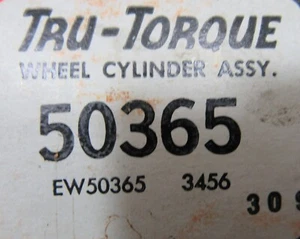 TRU-TORQUE
WHEEL CYLINDER ASSY.
50365
EW50365 3456
30